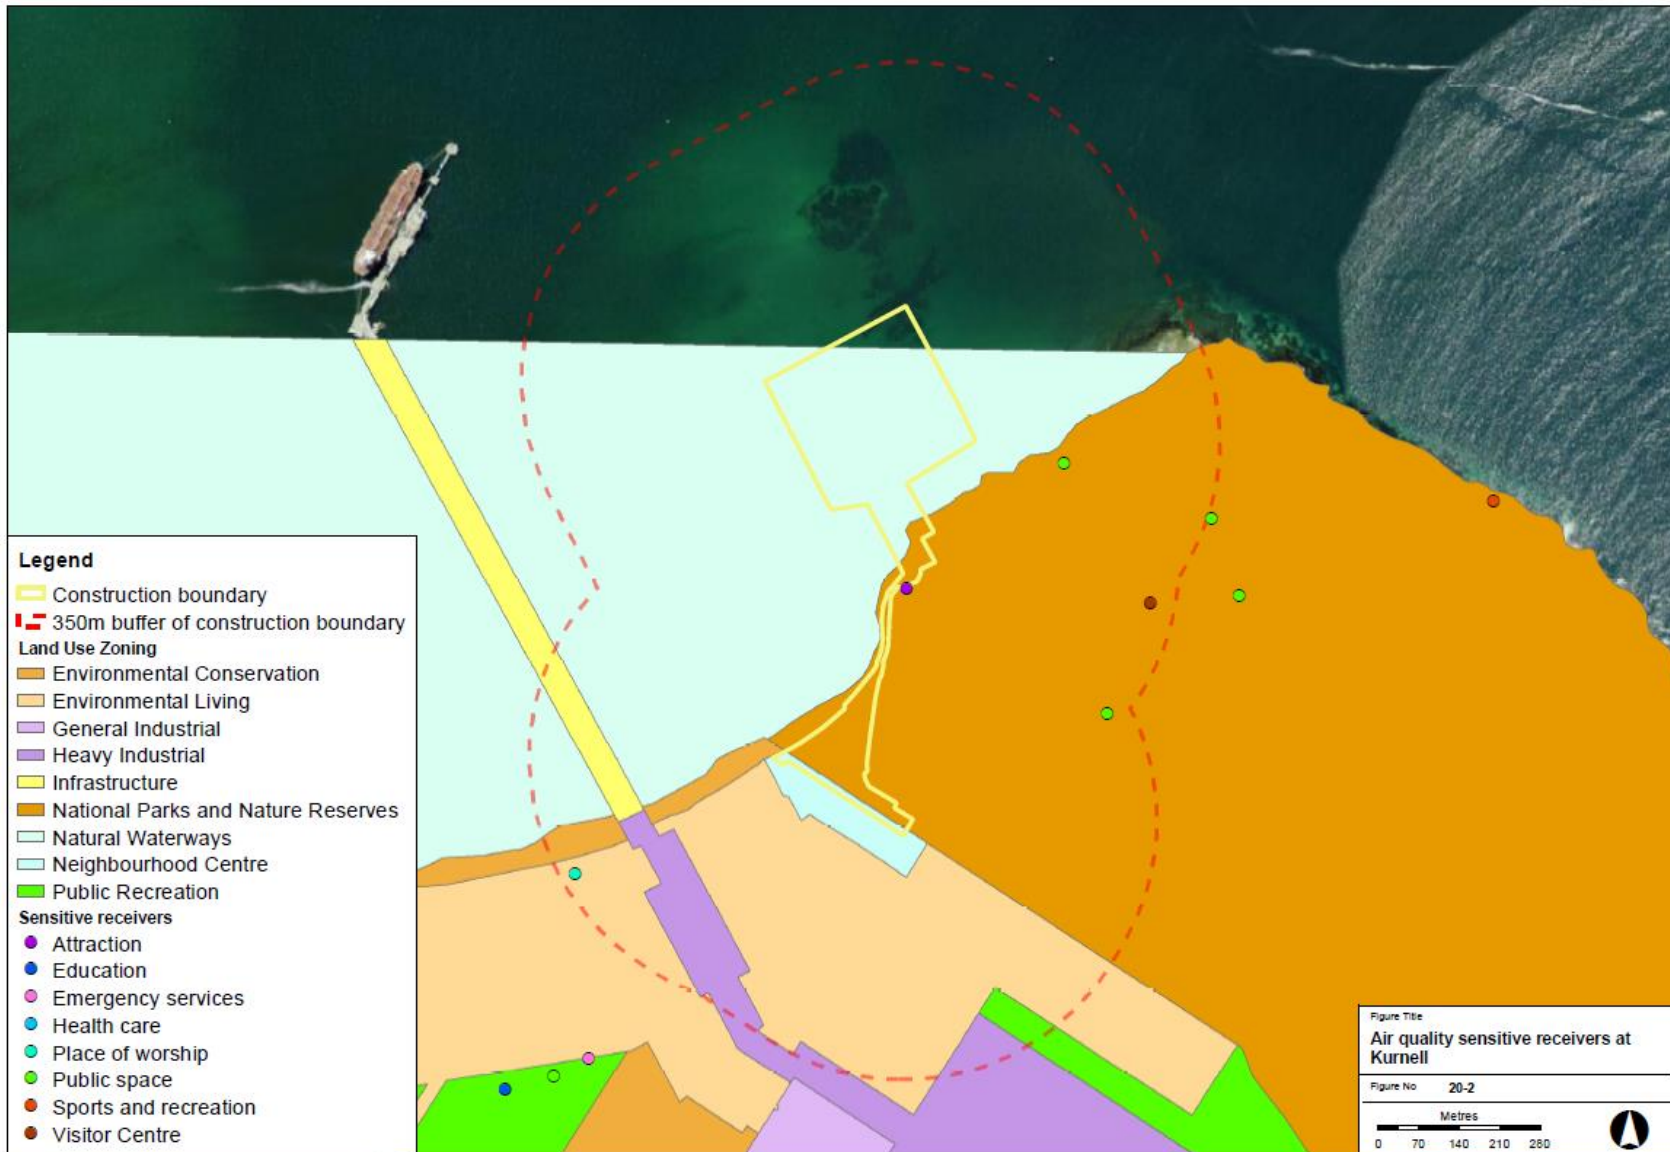 Legend
Construction boundary
350m buffer of construction boundary
Land Use Zoning
Environmental Conservation
Environmental Living
General Industrial
Heavy Industrial
Infrastructure
National Parks and Nature Reserves
Natural Waterways
Neighbourhood Centre
Public Recreation
Sensitive receivers
Attraction
Education
Emergency services
Health care
Place of worship
Public space
Sports and recreation
Visitor Centre
Figure Title
Air quality sensitive receivers at
Kurnell
Figure No 20-2
Metres
0 70 140 210 280